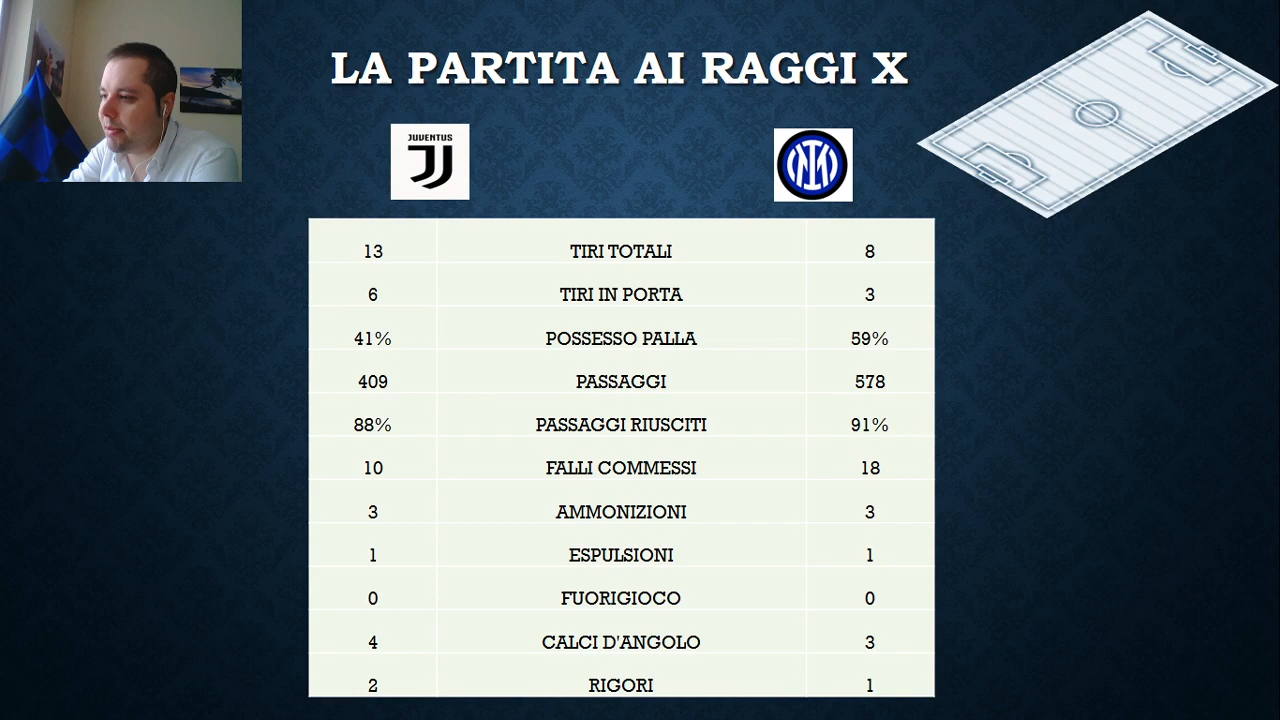 LA PARTITA AI RAGGI X
JUVENTUS
13 TIRI TOTALI 8
6 TIRI IN PORTA 3
41% POSSESSO PALLA 59%
409 PASSAGGI 578
88% PASSAGGI RIUSCITI 91%
10 FALLI COMMESSI 18
3 AMMONIZIONI 3
1 ESPULSIONI 1
0 FUORIGIOCO 0
4 CALCI D'ANGOLO 3
2 RIGORI 1